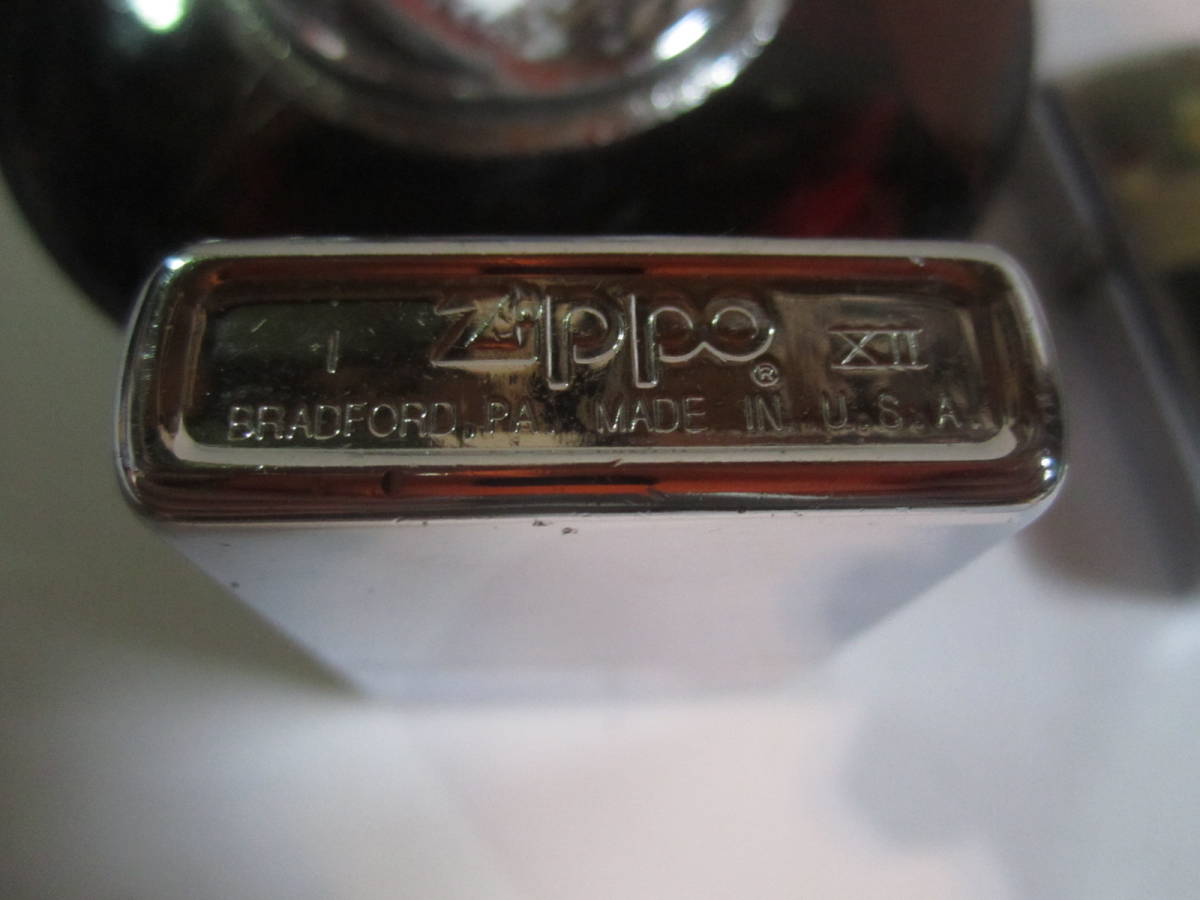 I Zippo ® XII
BRADFORD, PA. MADE IN U.S.A.